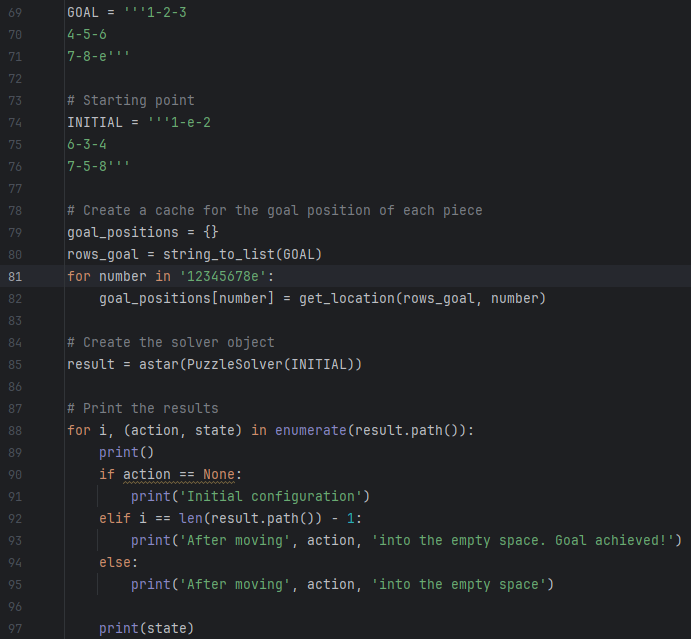 69 GOAL = '''1-2-3
70 4-5-6
71 7-8-e'''
72
73 # Starting point
74 INITIAL = '''1-e-2
75 6-3-4
76 7-5-8'''
77
78 # Create a cache for the goal position of each piece
79 goal_positions = {}
80 rows_goal = string_to_list(GOAL)
81 for number in '12345678e':
82     goal_positions[number] = get_location(rows_goal, number)
83
84 # Create the solver object
85 result = astar(PuzzleSolver(INITIAL))
86
87 # Print the results
88 for i, (action, state) in enumerate(result.path()):
89     print()
90     if action == None:
91         print('Initial configuration')
92     elif i == len(result.path()) - 1:
93         print('After moving', action, 'into the empty space. Goal achieved!')
94     else:
95         print('After moving', action, 'into the empty space')
96
97     print(state)